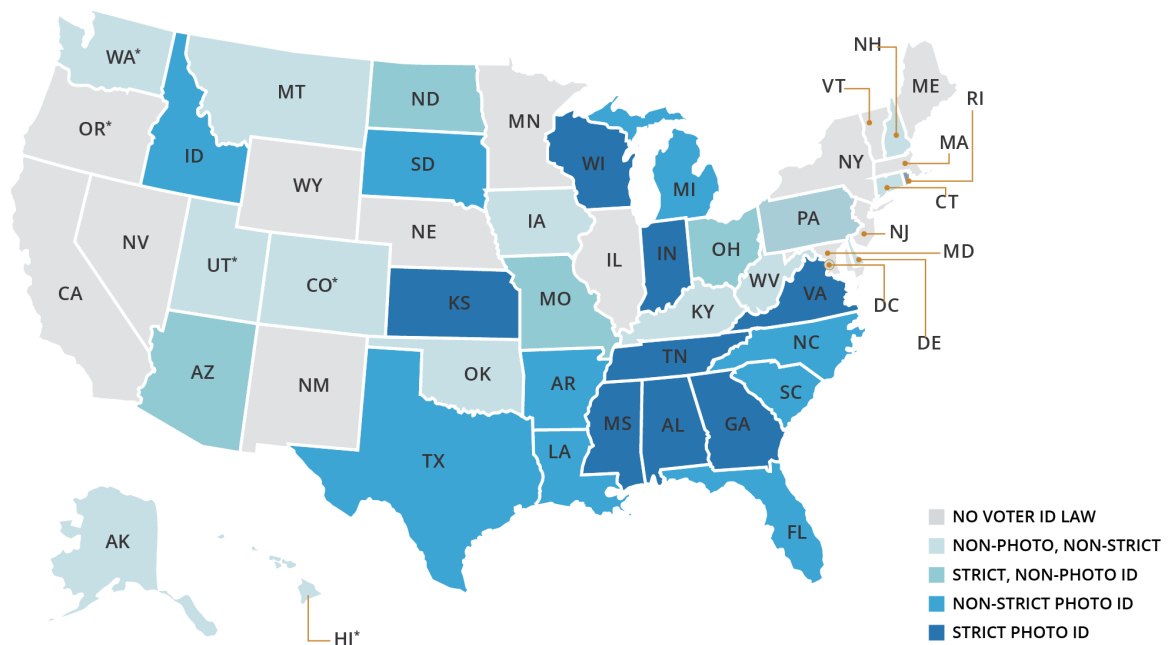 NH
WA*
ME
VT
RI
MT
ND
MN
OR*
MA
ID
WI
NY
SD
MI
WY
CT
PA
IA
NE
NJ
NV
OH
IN
MD
UT*
IL
WV
CO*
CA
VA
MO
KS
DC
KY
DE
NC
TN
AZ
OK
NM
AR
SC
MS
AL
GA
LA
TX
NO VOTER ID LAW
FL
AK
NON-PHOTO, NON-STRICT
STRICT, NON-PHOTO ID
NON-STRICT PHOTO ID
STRICT PHOTO ID
HI*